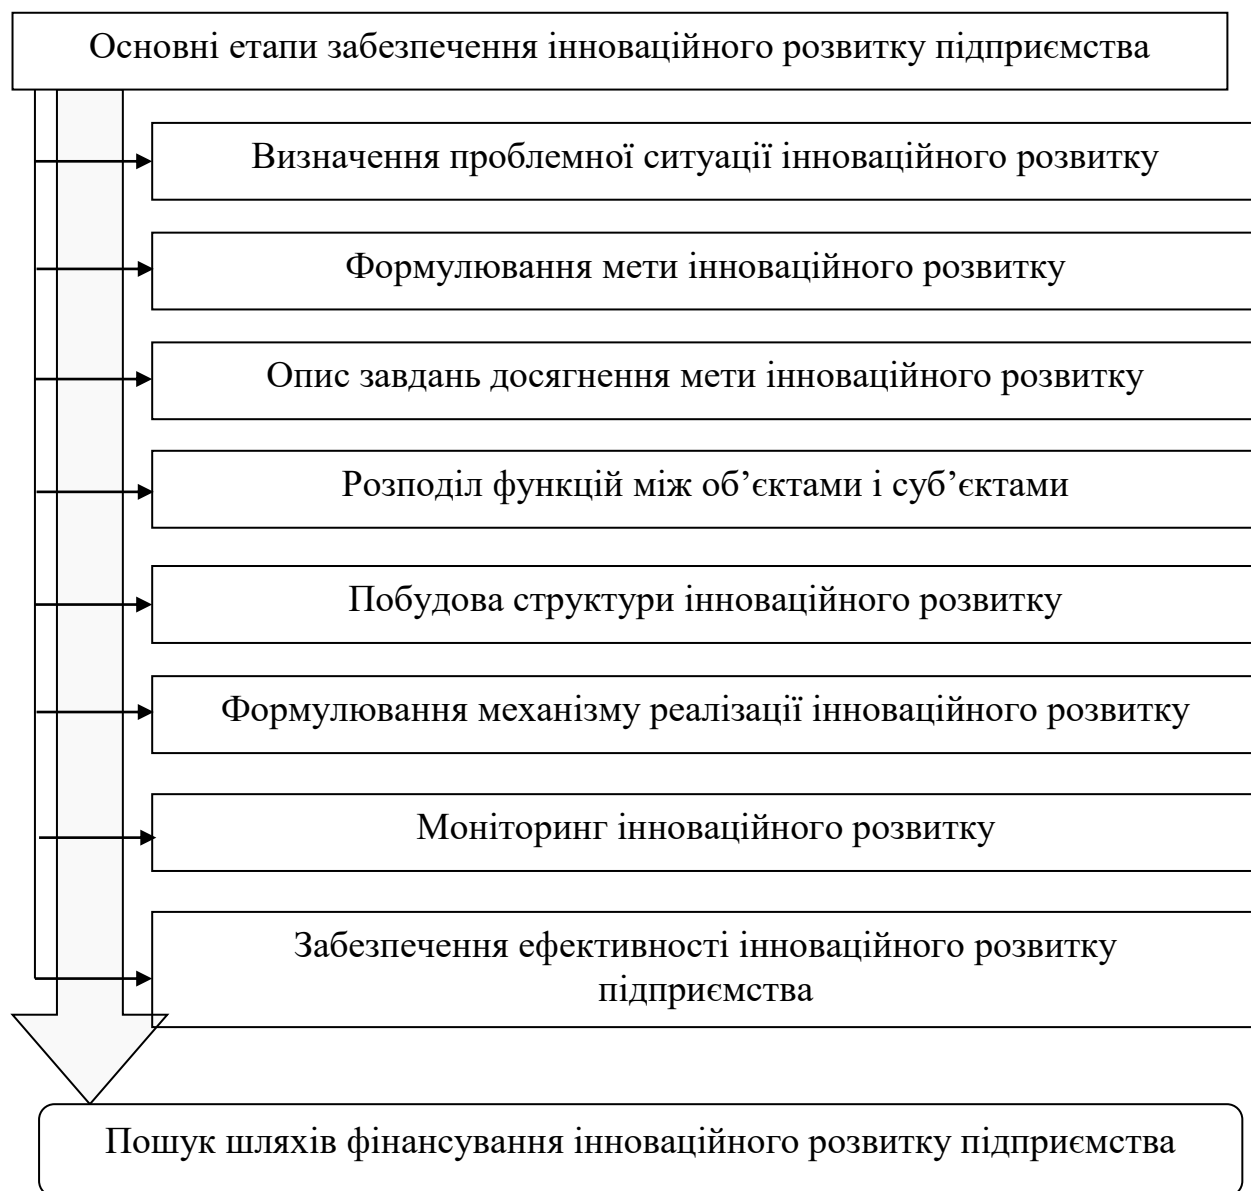 Основні етапи забезпечення інноваційного розвитку підприємства
Визначення проблемної ситуації інноваційного розвитку
Формулювання мети інноваційного розвитку
Опис завдань досягнення мети інноваційного розвитку
Розподіл функцій між об’єктами і суб’єктами
Побудова структури інноваційного розвитку
Формулювання механізму реалізації інноваційного розвитку
Моніторинг інноваційного розвитку
Забезпечення ефективності інноваційного розвитку
підприємства
Пошук шляхів фінансування інноваційного розвитку підприємства